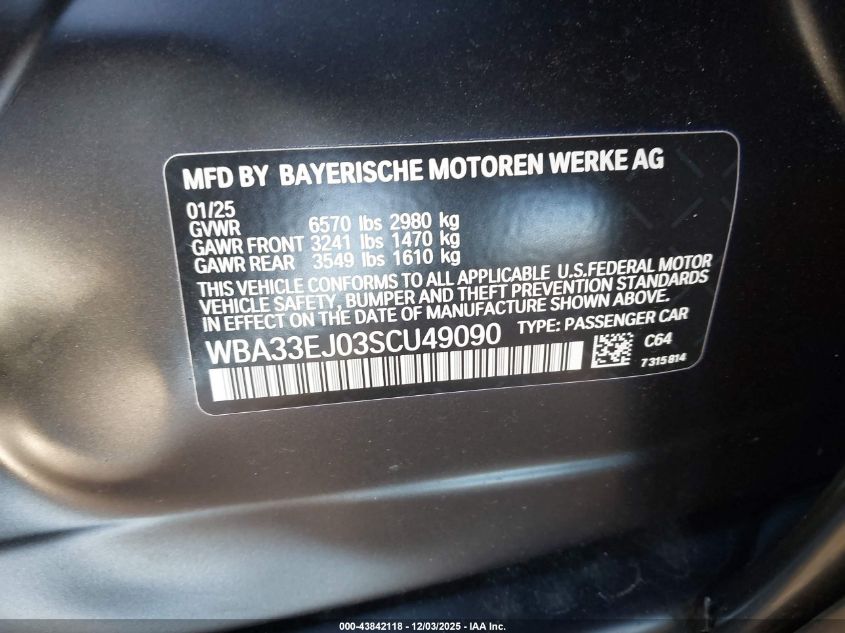 MFD BY BAYERISCHE MOTOREN WERKE AG
01/25
GVWR 6570 lbs 2980 kg
GAWR FRONT 3241 lbs 1470 kg
GAWR REAR 3549 lbs 1610 kg
THIS VEHICLE CONFORMS TO ALL APPLICABLE U.S.FEDERAL MOTOR
VEHICLE SAFETY, BUMPER AND THEFT PREVENTION STANDARDS
IN EFFECT ON THE DATE OF MANUFACTURE SHOWN ABOVE.
WBA33EJ03SCU49090 TYPE: PASSENGER CAR
C64
7315814
000-43842118 - 12/03/2025 - IAA Inc.